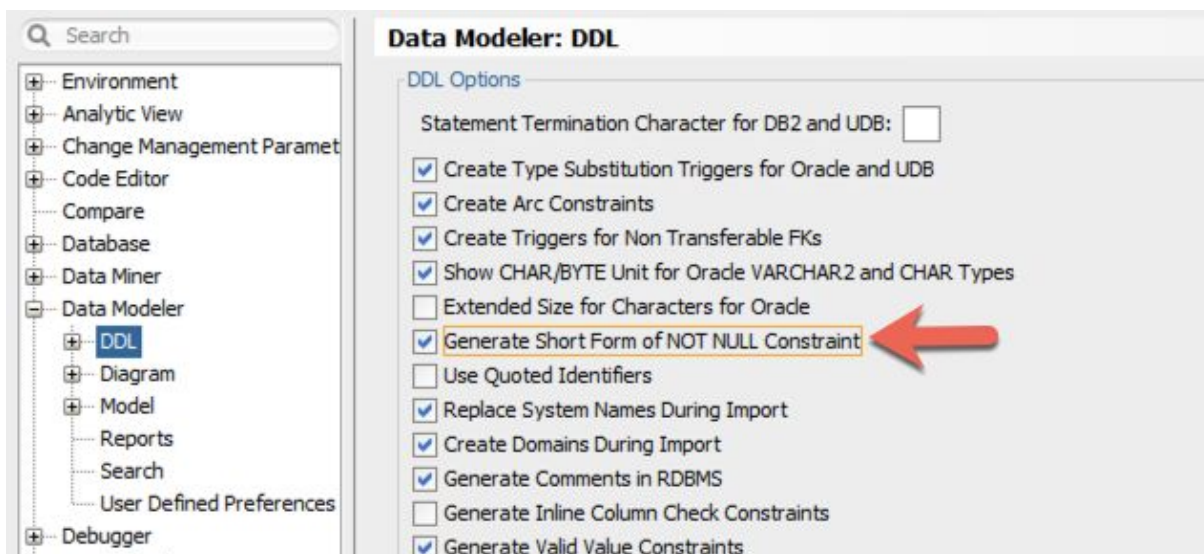 Search
Environment
Analytic View
Change Management Paramet
Code Editor
Compare
Database
Data Miner
Data Modeler
DDL
Diagram
Model
Reports
Search
User Defined Preferences
Debugger
Data Modeler: DDL
DDL Options
Statement Termination Character for DB2 and UDB:
Create Type Substitution Triggers for Oracle and UDB
Create Arc Constraints
Create Triggers for Non Transferable FKs
Show CHAR/BYTE Unit for Oracle VARCHAR2 and CHAR Types
Extended Size for Characters for Oracle
Generate Short Form of NOT NULL Constraint
Use Quoted Identifiers
Replace System Names During Import
Create Domains During Import
Generate Comments in RDBMS
Generate Inline Column Check Constraints
Generate Valid Value Constraints